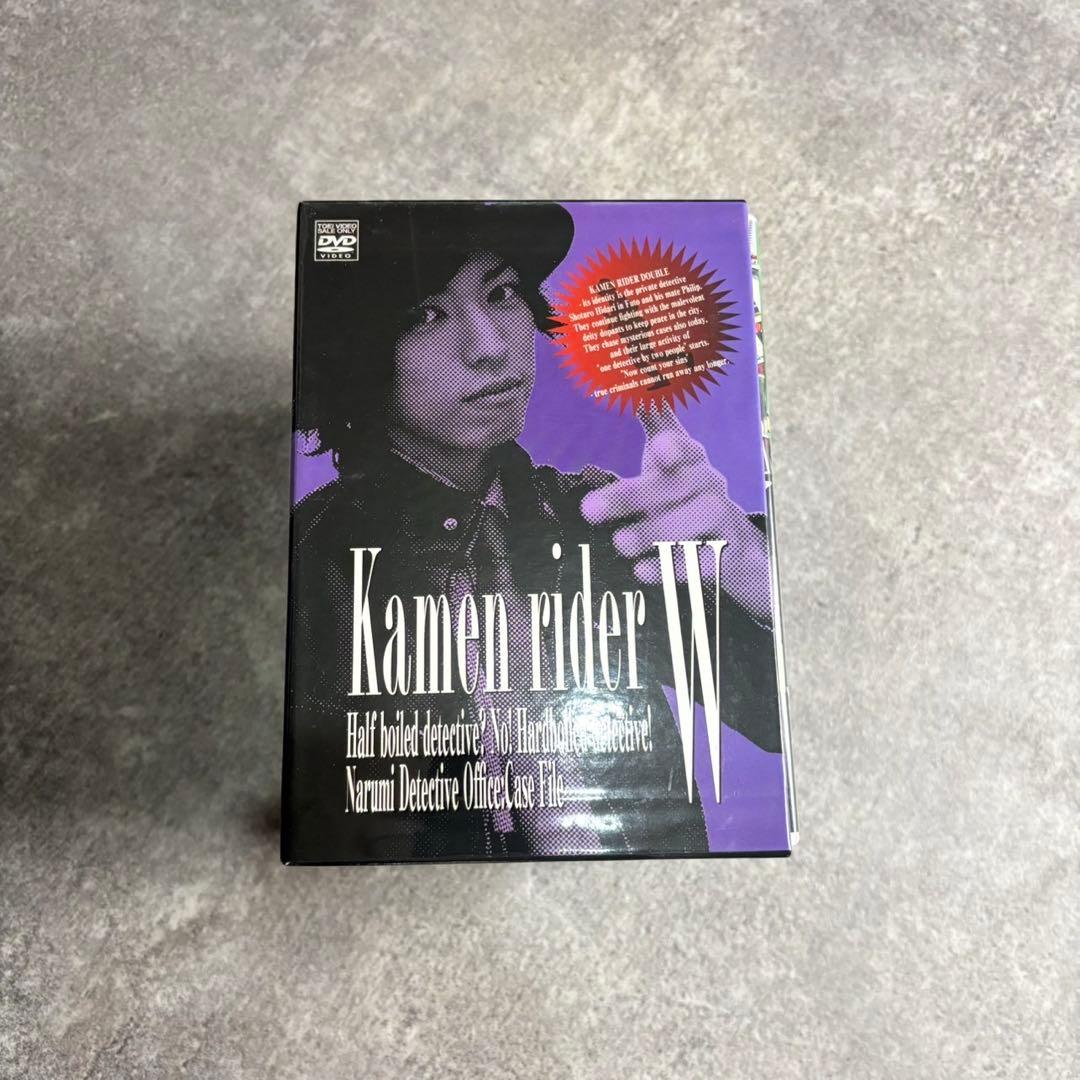 TOEI VIDEO
SALE ONLY
DVD
VIDEO
KAMEN RIDER DOUBLE
- its identity is the private detective
Shotaro Hidari in Futo and his mate Philip.
They continue fighting with the malevolent
deity dopants to keep peace in the city.
They chase mysterious cases also today.
and their large activity of
"one detective by two people" starts.
"Now count your sins"
- true criminals cannot run away any longer.
Kamen rider W
Half boiled detective? No! Hardboiled detective!
Narumi Detective Office:Case File